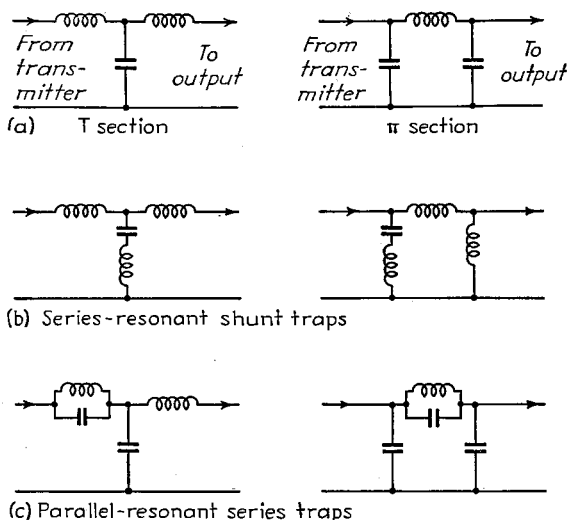 From
trans-
mitter
To
output
From
trans-
mitter
To
output
(a) T section
π section
(b) Series-resonant shunt traps
(c) Parallel-resonant series traps